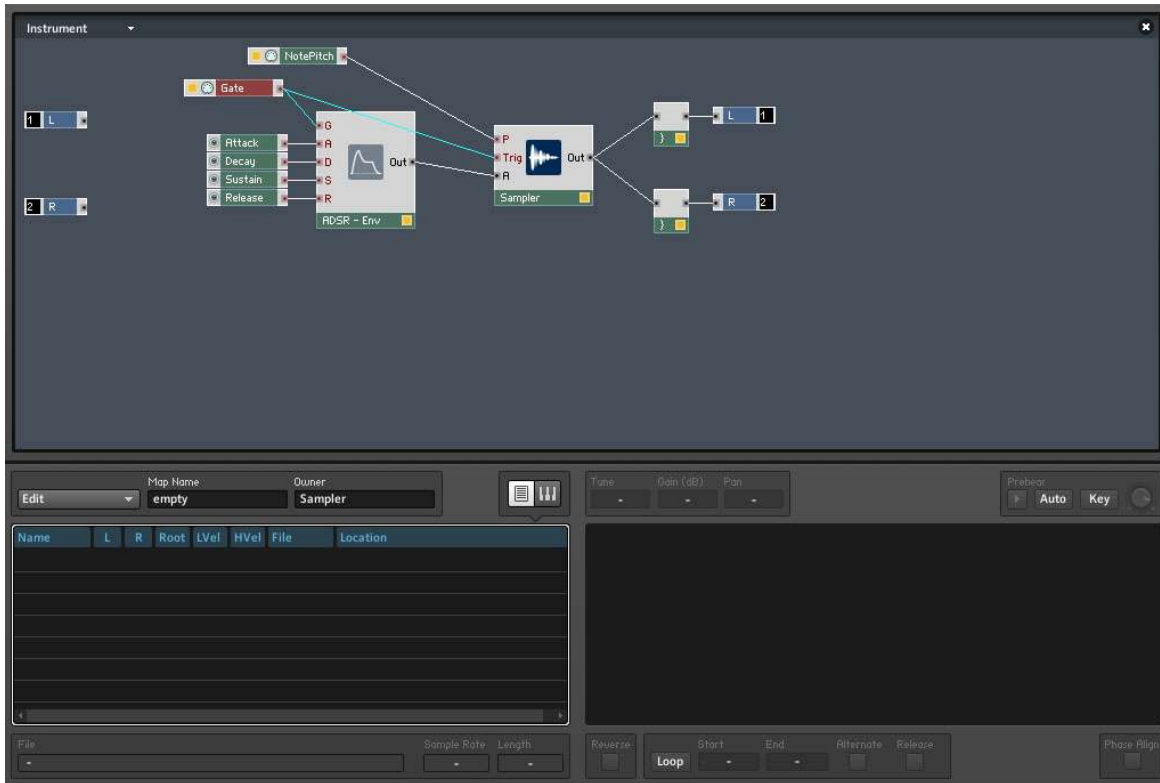 Instrument
NotePitch
Gate
1 L
L 1
G
Attack A
P
Decay D Out
Trig Out
}
Sustain S
A
2 R
Release R
Sampler
R 2
ADSR - Env
}
Map Name Owner
Tune Gain (dB) Pan
Prehear
Edit empty Sampler
- - -
Auto Key
Name L R Root LVel HVel File Location
File Sample Rate Length
Reverse Start End Alternate Release
Phase Align
- - -
Loop - -